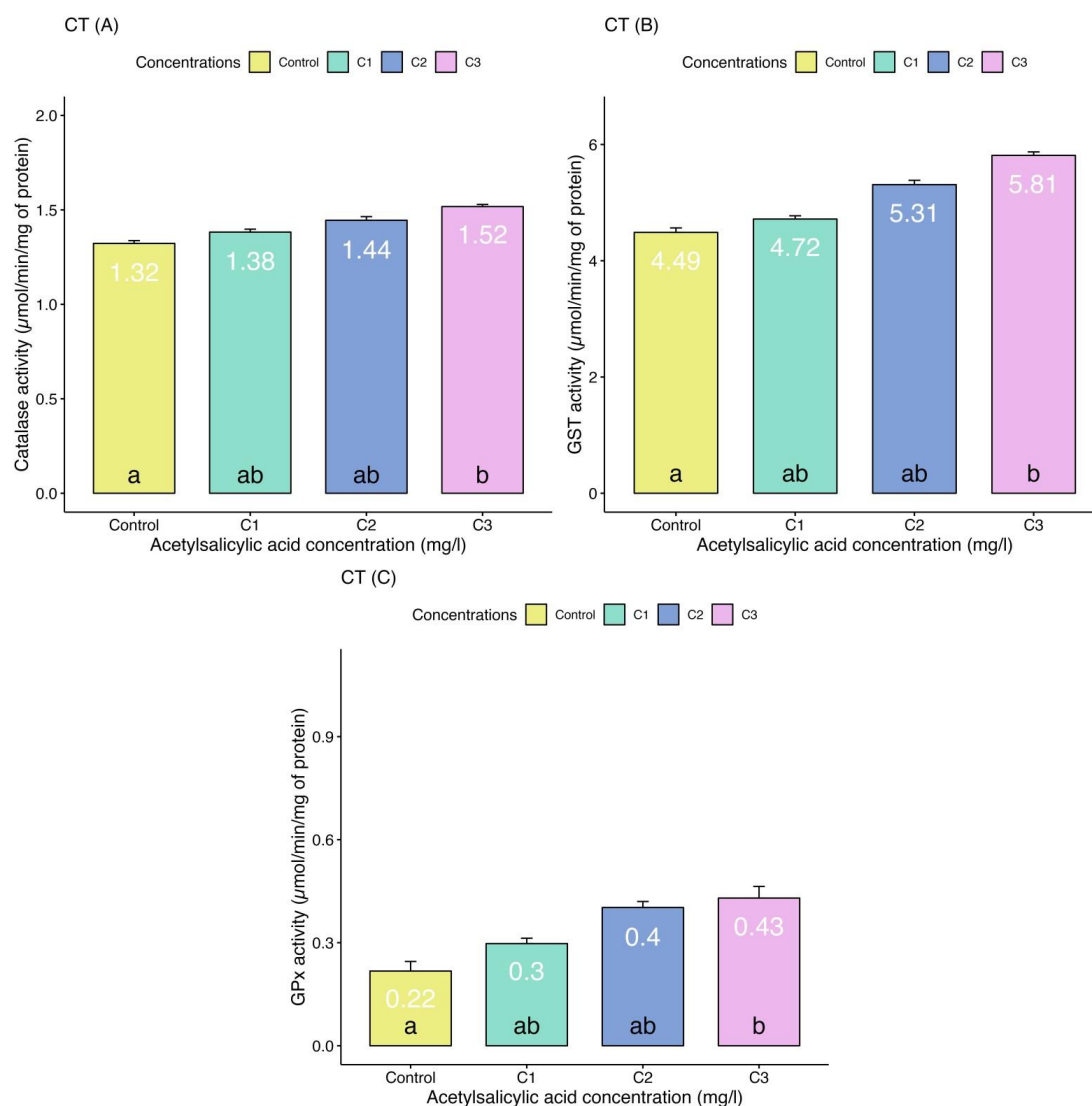 CT (A)
Concentrations Control C1 C2 C3
Catalase activity (µmol/min/mg of protein)
2.0
1.5
1.0
0.5
0.0
1.32 1.38 1.44 1.52
a ab ab b
Control C1 C2 C3
Acetylsalicylic acid concentration (mg/l)
CT (B)
Concentrations Control C1 C2 C3
GST activity (µmol/min/mg of protein)
6
4
2
0
4.49 4.72 5.31 5.81
a ab ab b
Control C1 C2 C3
Acetylsalicylic acid concentration (mg/l)
CT (C)
Concentrations Control C1 C2 C3
GPx activity (µmol/min/mg of protein)
0.9
0.6
0.3
0.0
0.22 0.3 0.4 0.43
a ab ab b
Control C1 C2 C3
Acetylsalicylic acid concentration (mg/l)